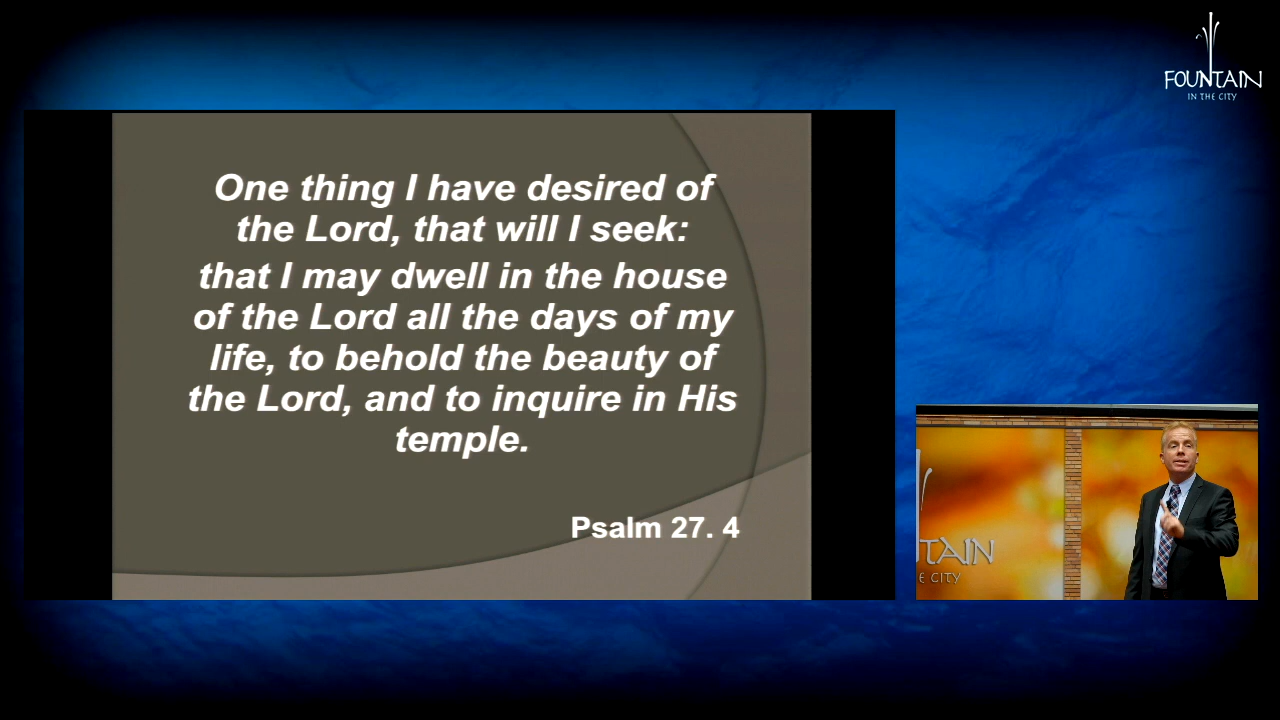 FOUNTAIN
IN THE CITY
One thing I have desired of
the Lord, that will I seek:
that I may dwell in the house
of the Lord all the days of my
life, to behold the beauty of
the Lord, and to inquire in His
temple.
Psalm 27. 4
TAIN
E CITY